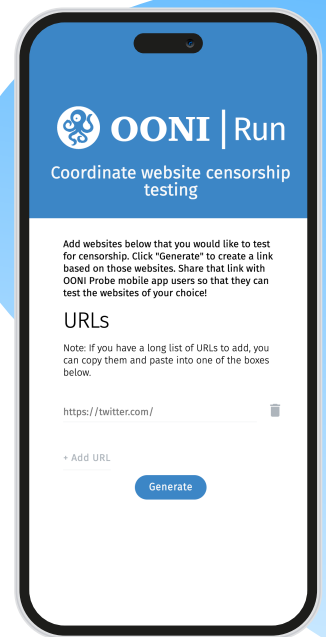 OONI | Run
Coordinate website censorship
testing
Add websites below that you would like to test
for censorship. Click "Generate" to create a link
based on those websites. Share that link with
OONI Probe mobile app users so that they can
test the websites of your choice!
URLs
Note: If you have a long list of URLs to add, you
can copy them and paste into one of the boxes
below.
https://twitter.com/
+ Add URL
Generate